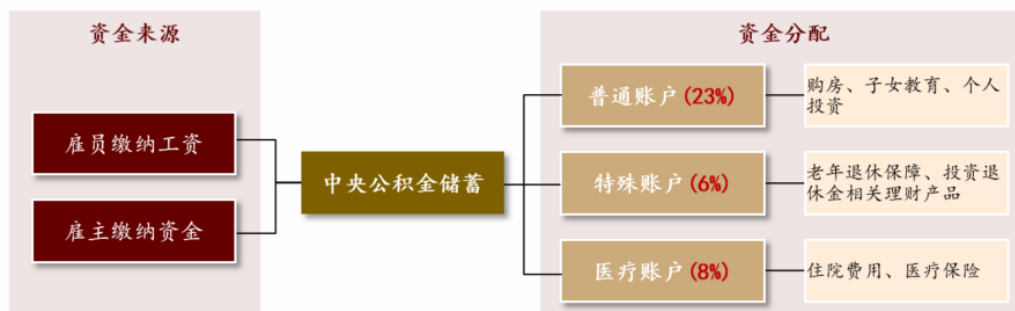 资金来源
资金分配
雇员缴纳工资
雇主缴纳资金
中央公积金储蓄
普通账户(23%)
购房、子女教育、个人
投资
特殊账户(6%)
老年退休保障、投资退
休金相关理财产品
医疗账户(8%)
住院费用、医疗保险